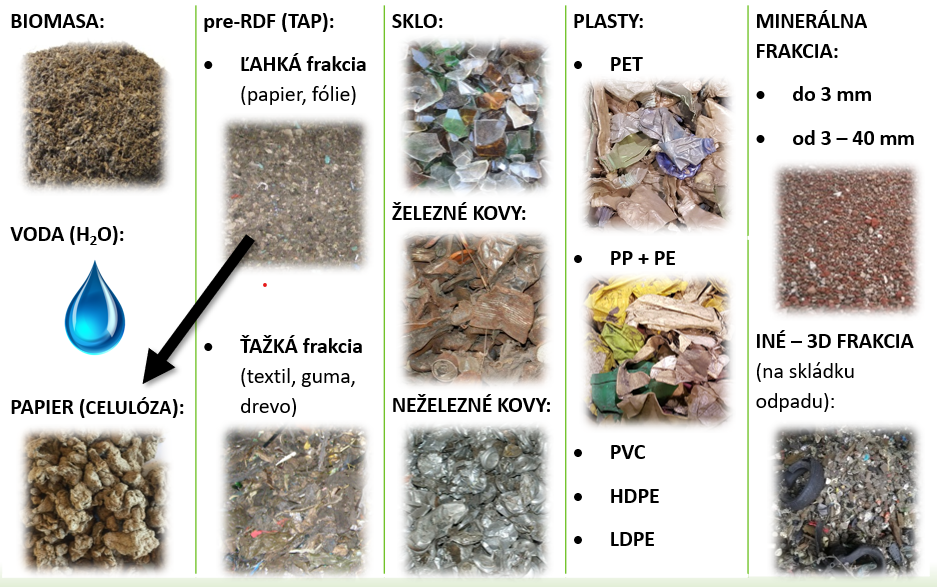 BIOMASA:
VODA (H₂O):
PAPIER (CELULÓZA):
pre-RDF (TAP):
• ĽAHKÁ frakcia
(papier, fólie)
• ŤAŽKÁ frakcia
(textil, guma,
drevo)
SKLO:
ŽELEZNÉ KOVY:
NEŽELEZNÉ KOVY:
PLASTY:
• PET
• PP + PE
• PVC
• HDPE
• LDPE
MINERÁLNA
FRAKCIA:
• do 3 mm
• od 3 – 40 mm
INÉ – 3D FRAKCIA
(na skládku
odpadu):